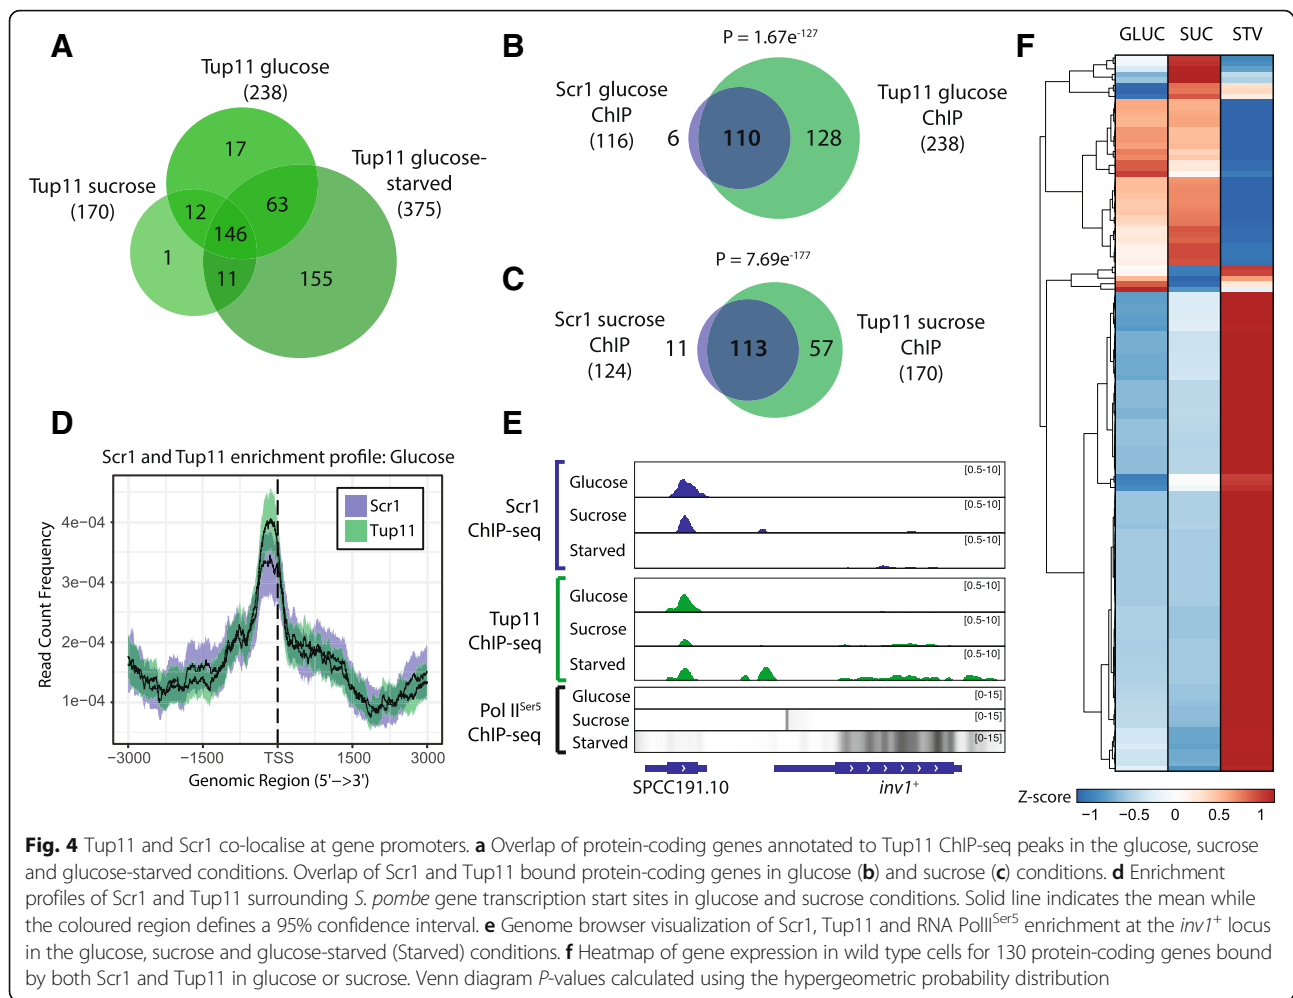 A
Tup11 glucose
(238)
17
Tup11 glucose-
starved
(375)
Tup11 sucrose
(170)
12
63
146
1
11
155
B
P = 1.67e-127
Scr1 glucose
ChIP
(116)
6
110
128
Tup11 glucose
ChIP
(238)
C
P = 7.69e-177
Scr1 sucrose
ChIP
(124)
11
113
57
Tup11 sucrose
ChIP
(170)
D
Scr1 and Tup11 enrichment profile: Glucose
Scr1
Tup11
Read Count Frequency
4e−04
3e−04
2e−04
1e−04
−3000
−1500
TSS
1500
3000
Genomic Region (5'−>3')
E
Scr1
ChIP-seq
Glucose
[0.5-10]
Sucrose
[0.5-10]
Starved
[0.5-10]
Tup11
ChIP-seq
Glucose
[0.5-10]
Sucrose
[0.5-10]
Starved
[0.5-10]
Pol IISer5
ChIP-seq
Glucose
[0-15]
Sucrose
[0-15]
Starved
[0-15]
SPCC191.10
inv1+
F
GLUC SUC STV
Z-score
−1 −0.5 0 0.5 1
Fig. 4 Tup11 and Scr1 co-localise at gene promoters. a Overlap of protein-coding genes annotated to Tup11 ChIP-seq peaks in the glucose, sucrose
and glucose-starved conditions. Overlap of Scr1 and Tup11 bound protein-coding genes in glucose (b) and sucrose (c) conditions. d Enrichment
profiles of Scr1 and Tup11 surrounding S. pombe gene transcription start sites in glucose and sucrose conditions. Solid line indicates the mean while
the coloured region defines a 95% confidence interval. e Genome browser visualization of Scr1, Tup11 and RNA PolIISer5 enrichment at the inv1+ locus
in the glucose, sucrose and glucose-starved (Starved) conditions. f Heatmap of gene expression in wild type cells for 130 protein-coding genes bound
by both Scr1 and Tup11 in glucose or sucrose. Venn diagram P-values calculated using the hypergeometric probability distribution